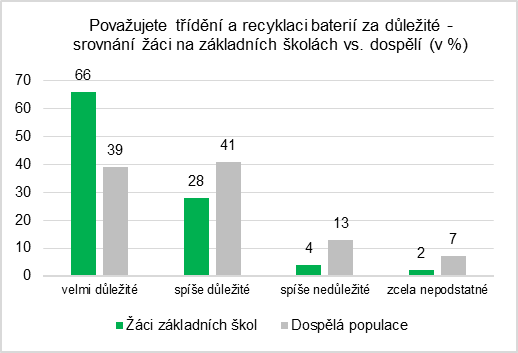 Považujete třídění a recyklaci baterií za důležité -
srovnání žáci na základních školách vs. dospělí (v %)
70
60
50
40
30
20
10
0
66
39
28
41
4
13
2
7
velmi důležité
spíše důležité
spíše nedůležité
zcela nepodstatné
Žáci základních škol
Dospělá populace